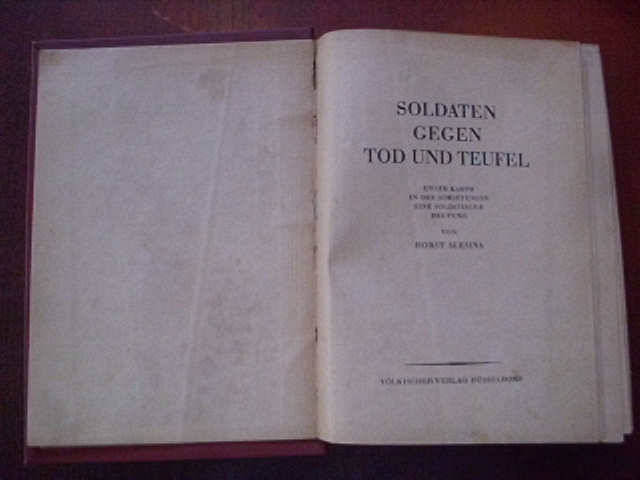 SOLDATEN
GEGEN
TOD UND TEUFEL
UNSER KAMPF
IN DER SOWJETUNION
EINE SOLDATISCHE
DEUTUNG
VON
HORST SLESINA
VÖLKISCHER VERLAG DÜSSELDORF